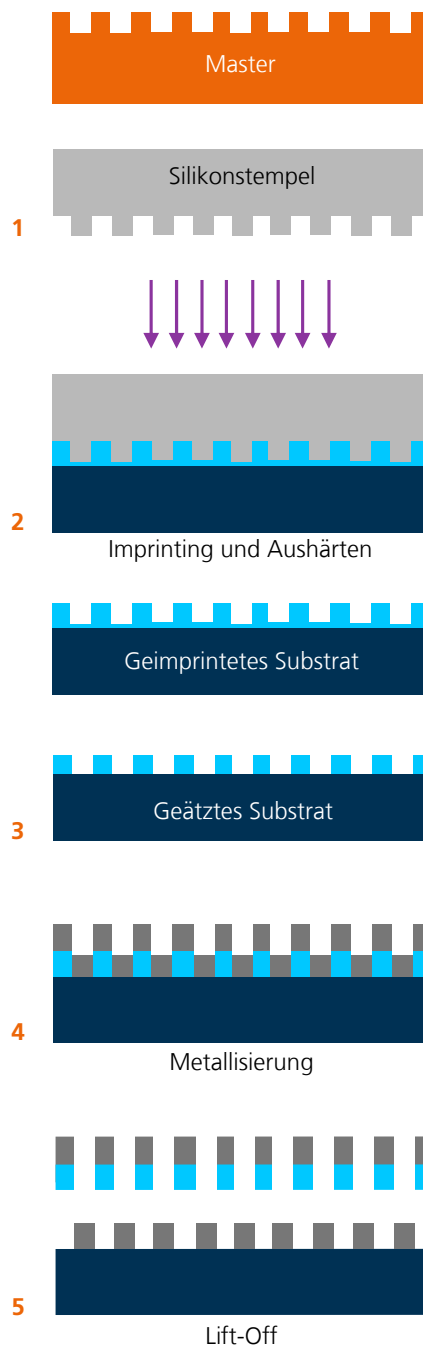 Master
Silikonstempel
1
2
Imprinting und Aushärten
Geimprintetes Substrat
Geätztes Substrat
3
4
Metallisierung
5
Lift-Off